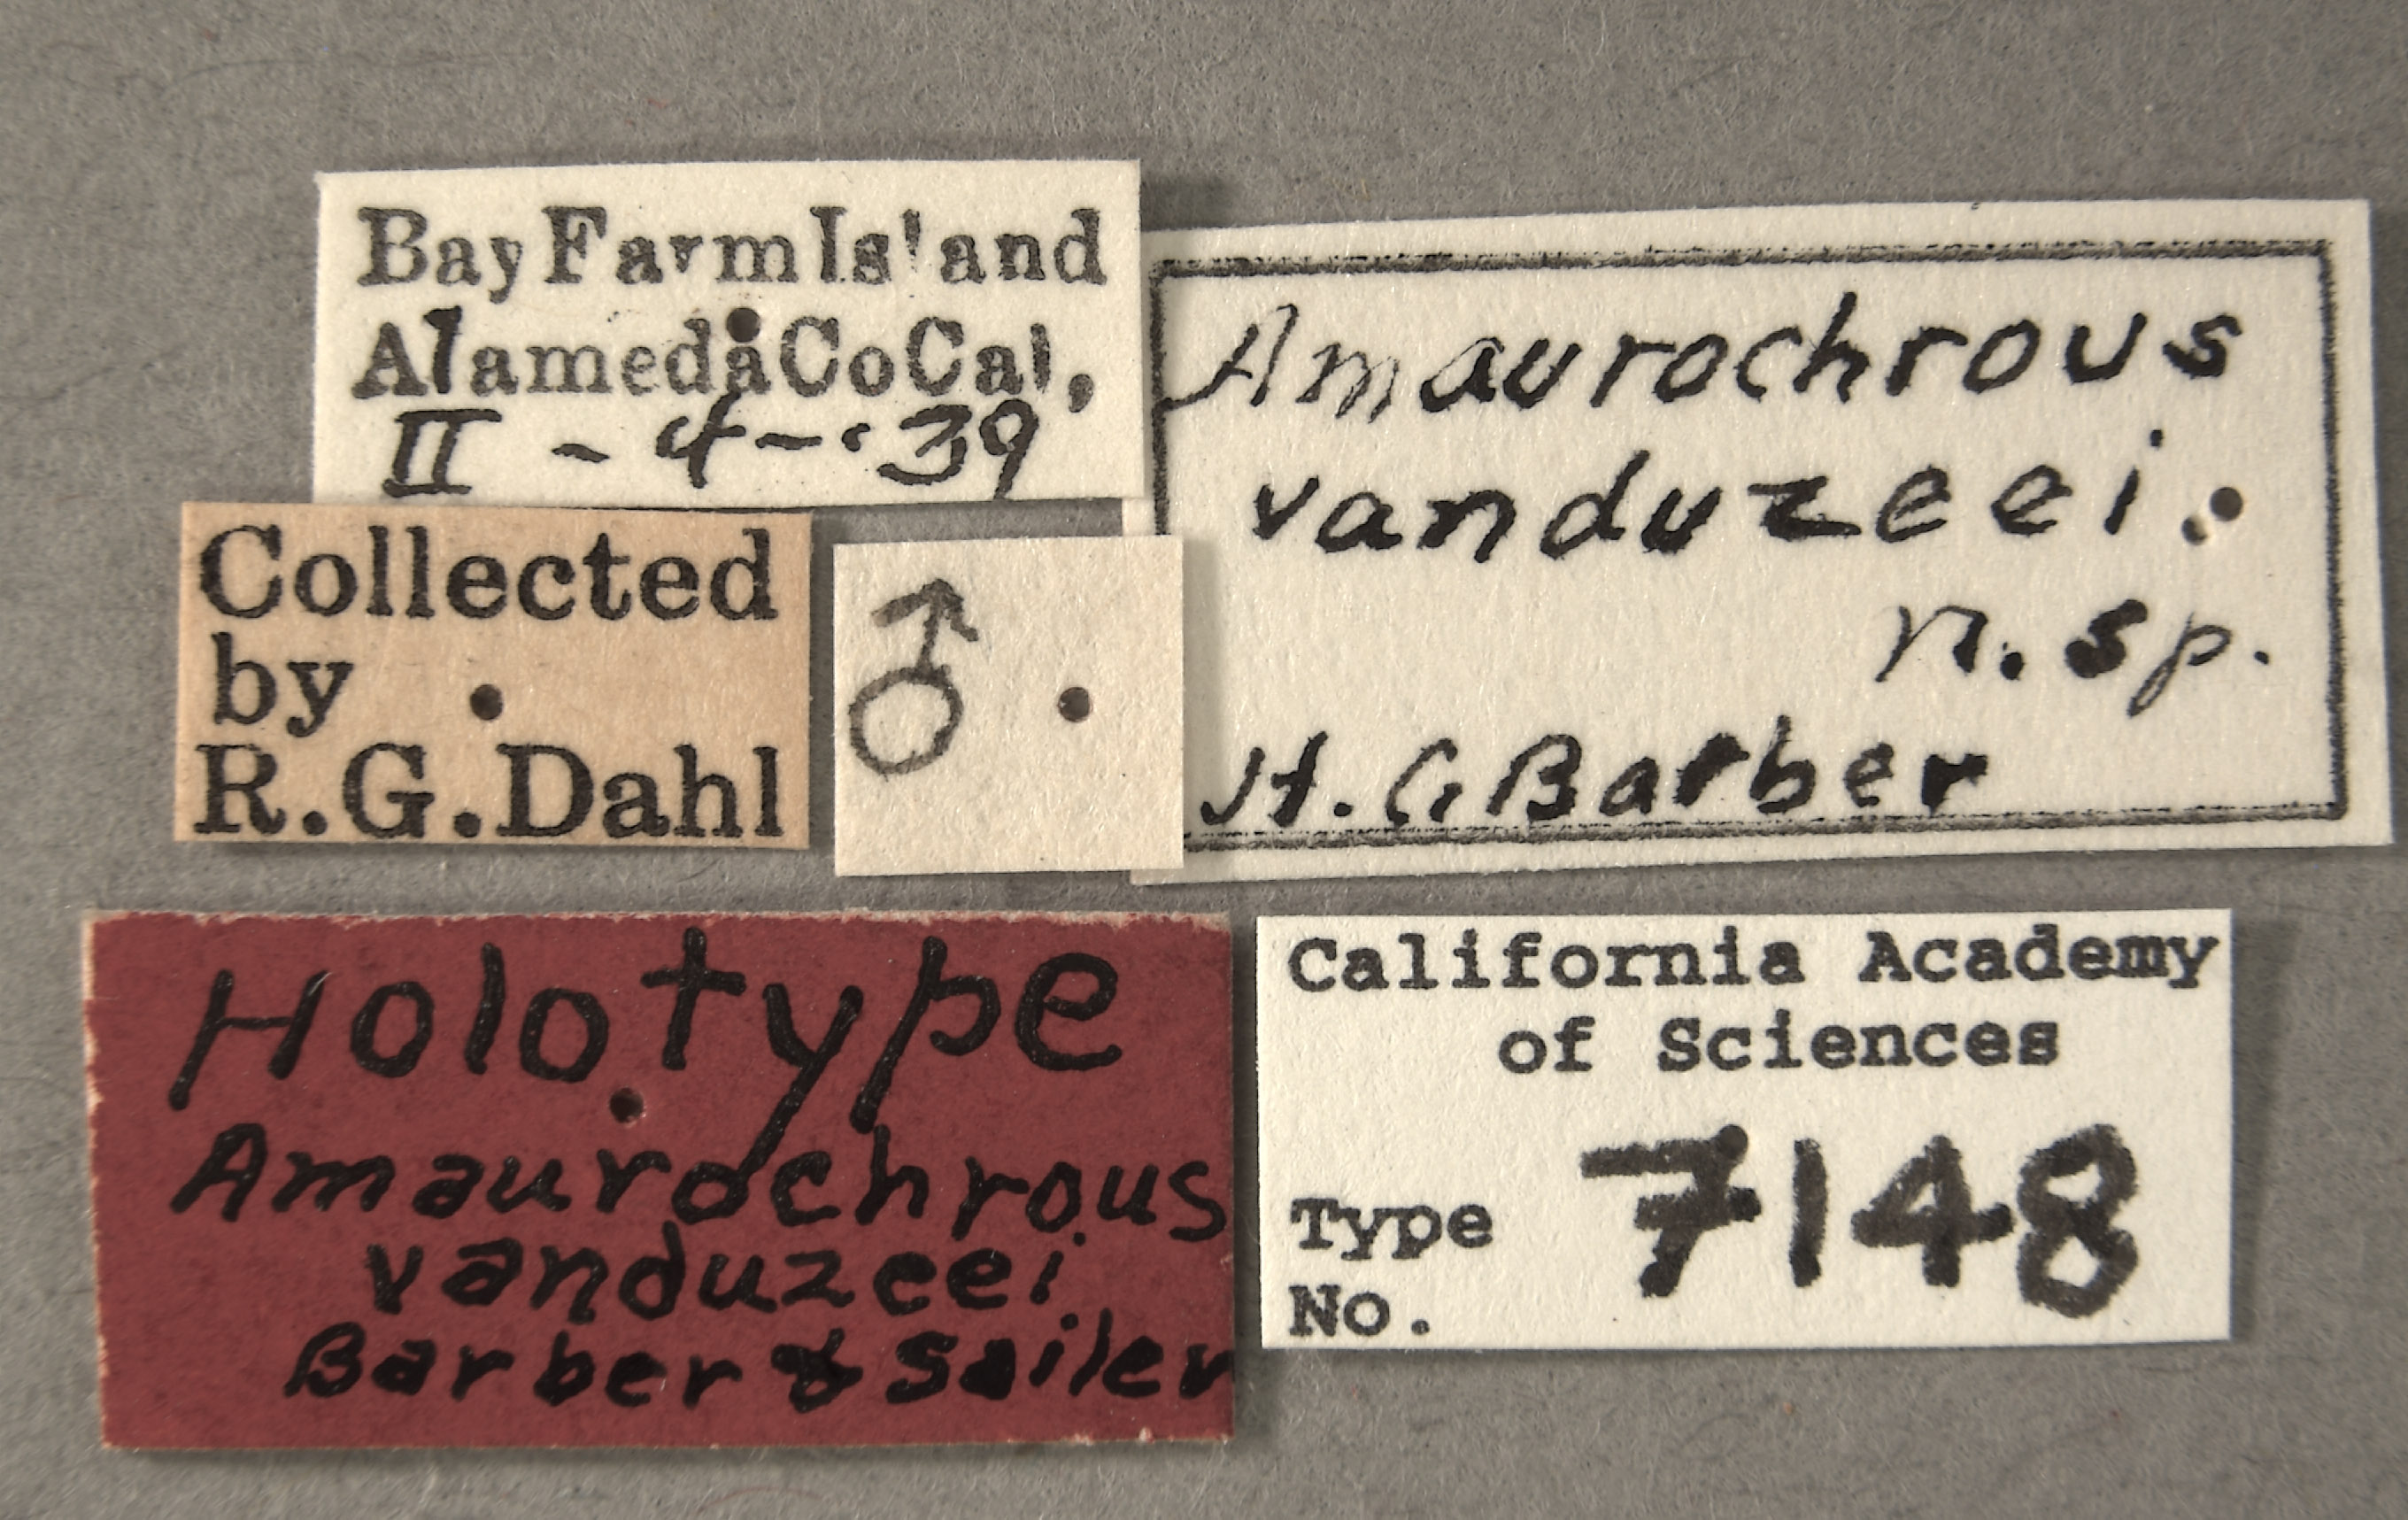 Bay Farm Island
Alameda Co Cal,
II - 4 - '39
Collected
by
R.G.Dahl
♂
Amaurochrous
vanduzeei
n. sp.
H. G Barber
Holotype
Amaurochrous
vanduzeei
Barber & Sailer
California Academy
of Sciences
Type
No. 7148